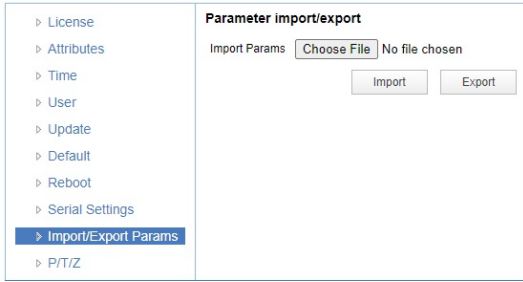 License
Attributes
Time
User
Update
Default
Reboot
Serial Settings
Import/Export Params
P/T/Z
Parameter import/export
Import Params Choose File No file chosen
Import Export